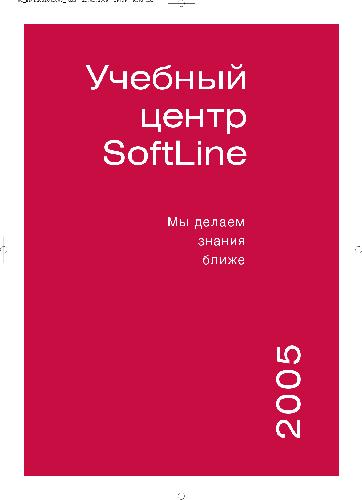 Учебный
центр
SoftLine
Мы делаем
знания
ближе
2005